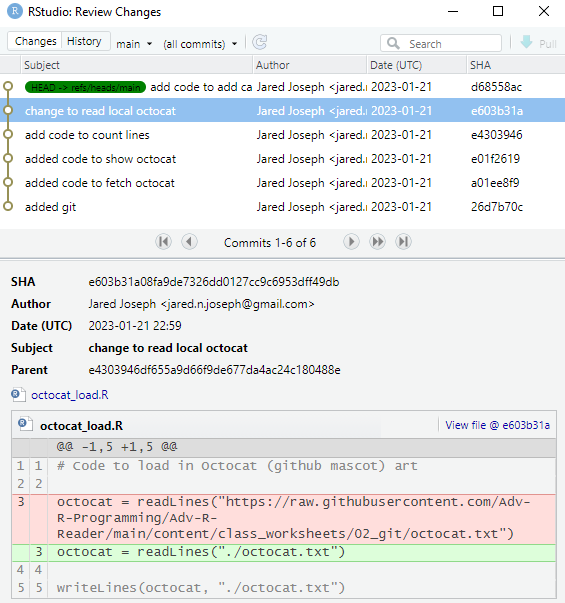 RStudio: Review Changes
Changes History main (all commits) Search Pull
Subject Author Date (UTC) SHA
HEAD -> refs/heads/main add code to add ca Jared Joseph <jared.n 2023-01-21 d68558ac
change to read local octocat Jared Joseph <jared.n 2023-01-21 e603b31a
add code to count lines Jared Joseph <jared.n 2023-01-21 e4303946
added code to show octocat Jared Joseph <jared.n 2023-01-21 e01f2619
added code to fetch octocat Jared Joseph <jared.n 2023-01-21 a01ee8f9
added git Jared Joseph <jared.n 2023-01-21 26d7b70c
Commits 1-6 of 6
SHA e603b31a08fa9de7326dd0127cc9c6953dff49db
Author Jared Joseph <jared.n.joseph@gmail.com>
Date (UTC) 2023-01-21 22:59
Subject change to read local octocat
Parent e4303946df655a9d66f9de677da4ac24c180488e
octocat_load.R
octocat_load.R View file @ e603b31a
@@ -1,5 +1,5 @@
1 1 # Code to load in Octocat (github mascot) art
2 2
3 octocat = readLines("https://raw.githubusercontent.com/Adv-
R-Programming/Adv-R-
Reader/main/content/class_worksheets/02_git/octocat.txt")
3 octocat = readLines("./octocat.txt")
4 4
5 5 writeLines(octocat, "./octocat.txt")